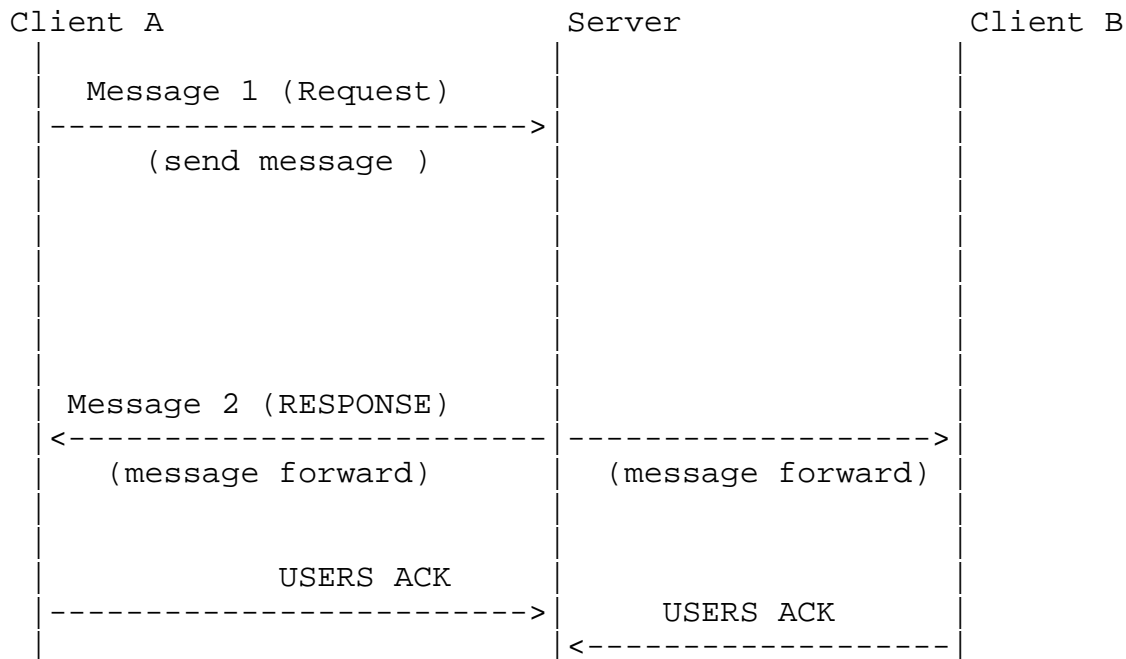 Client A Server Client B
Message 1 (Request)
(send message )
Message 2 (RESPONSE)
(message forward) (message forward)
USERS ACK
USERS ACK